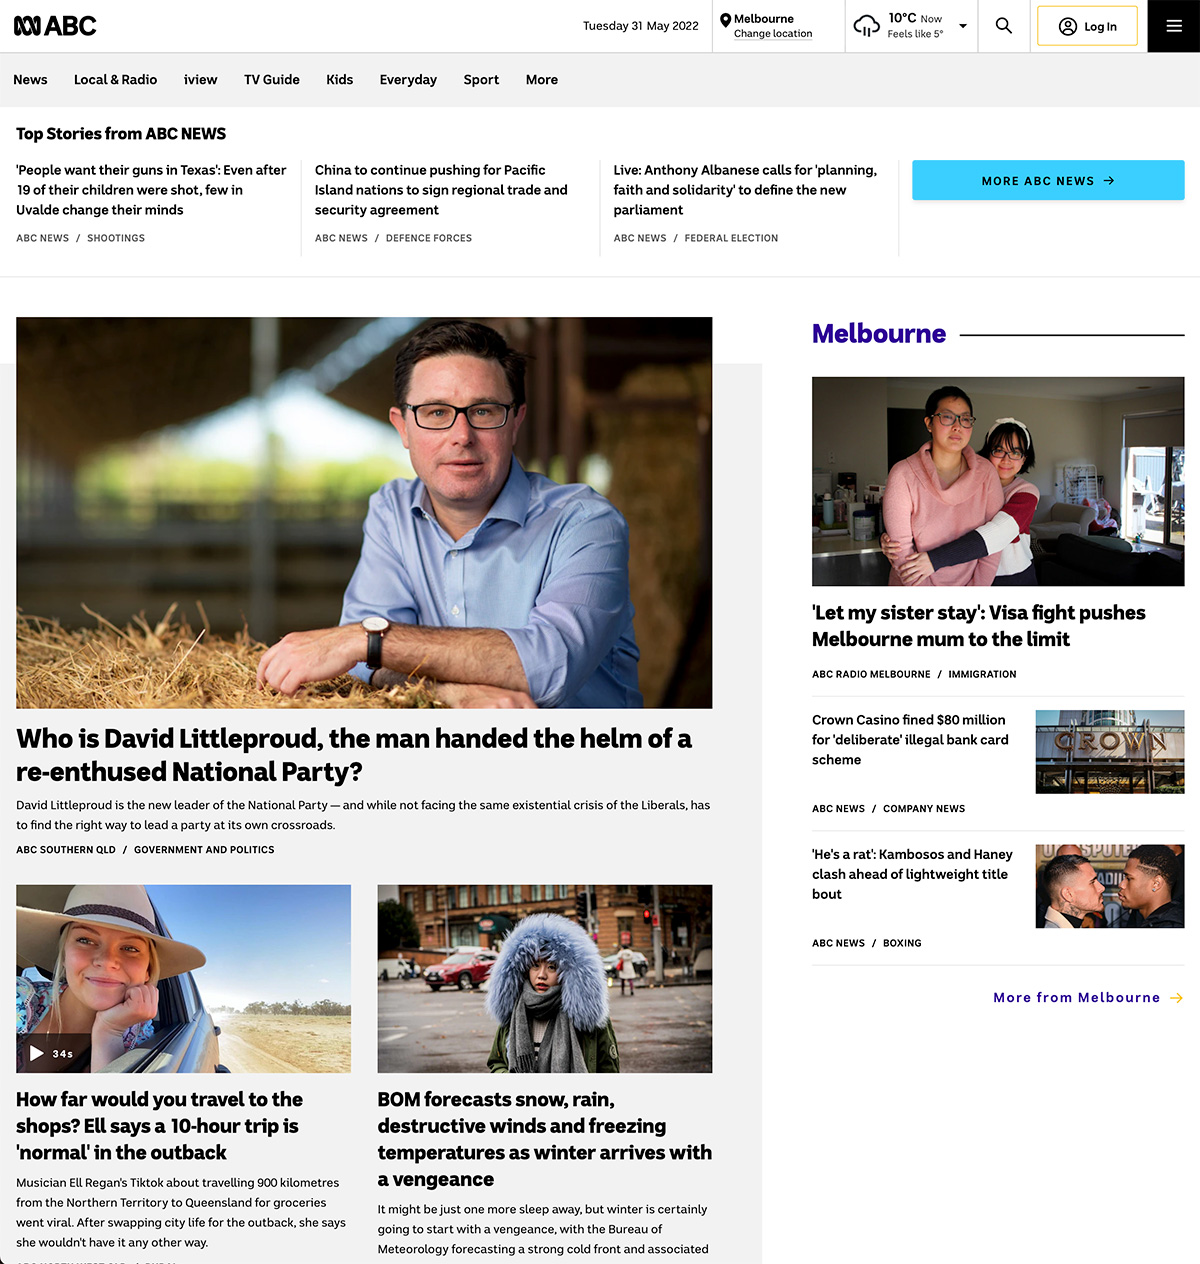 ABC
Tuesday 31 May 2022
Melbourne
Change location
10°C Now
Feels like 5°
Log In
News
Local & Radio
iview
TV Guide
Kids
Everyday
Sport
More
Top Stories from ABC NEWS
'People want their guns in Texas': Even after
19 of their children were shot, few in
Uvalde change their minds
ABC NEWS / SHOOTINGS
China to continue pushing for Pacific
Island nations to sign regional trade and
security agreement
ABC NEWS / DEFENCE FORCES
Live: Anthony Albanese calls for 'planning,
faith and solidarity' to define the new
parliament
ABC NEWS / FEDERAL ELECTION
MORE ABC NEWS →
Who is David Littleproud, the man handed the helm of a
re-enthused National Party?
David Littleproud is the new leader of the National Party — and while not facing the same existential crisis of the Liberals, has
to find the right way to lead a party at its own crossroads.
ABC SOUTHERN QLD / GOVERNMENT AND POLITICS
34s
How far would you travel to the
shops? Ell says a 10-hour trip is
'normal' in the outback
Musician Ell Regan's Tiktok about travelling 900 kilometres
from the Northern Territory to Queensland for groceries
went viral. After swapping city life for the outback, she says
she wouldn't have it any other way.
BOM forecasts snow, rain,
destructive winds and freezing
temperatures as winter arrives with
a vengeance
It might be just one more sleep away, but winter is certainly
going to start with a vengeance, with the Bureau of
Meteorology forecasting a strong cold front and associated
Melbourne
'Let my sister stay': Visa fight pushes
Melbourne mum to the limit
ABC RADIO MELBOURNE / IMMIGRATION
Crown Casino fined $80 million
for 'deliberate' illegal bank card
scheme
CROWN
ABC NEWS / COMPANY NEWS
'He's a rat': Kambosos and Haney
clash ahead of lightweight title
bout
ABC NEWS / BOXING
More from Melbourne →